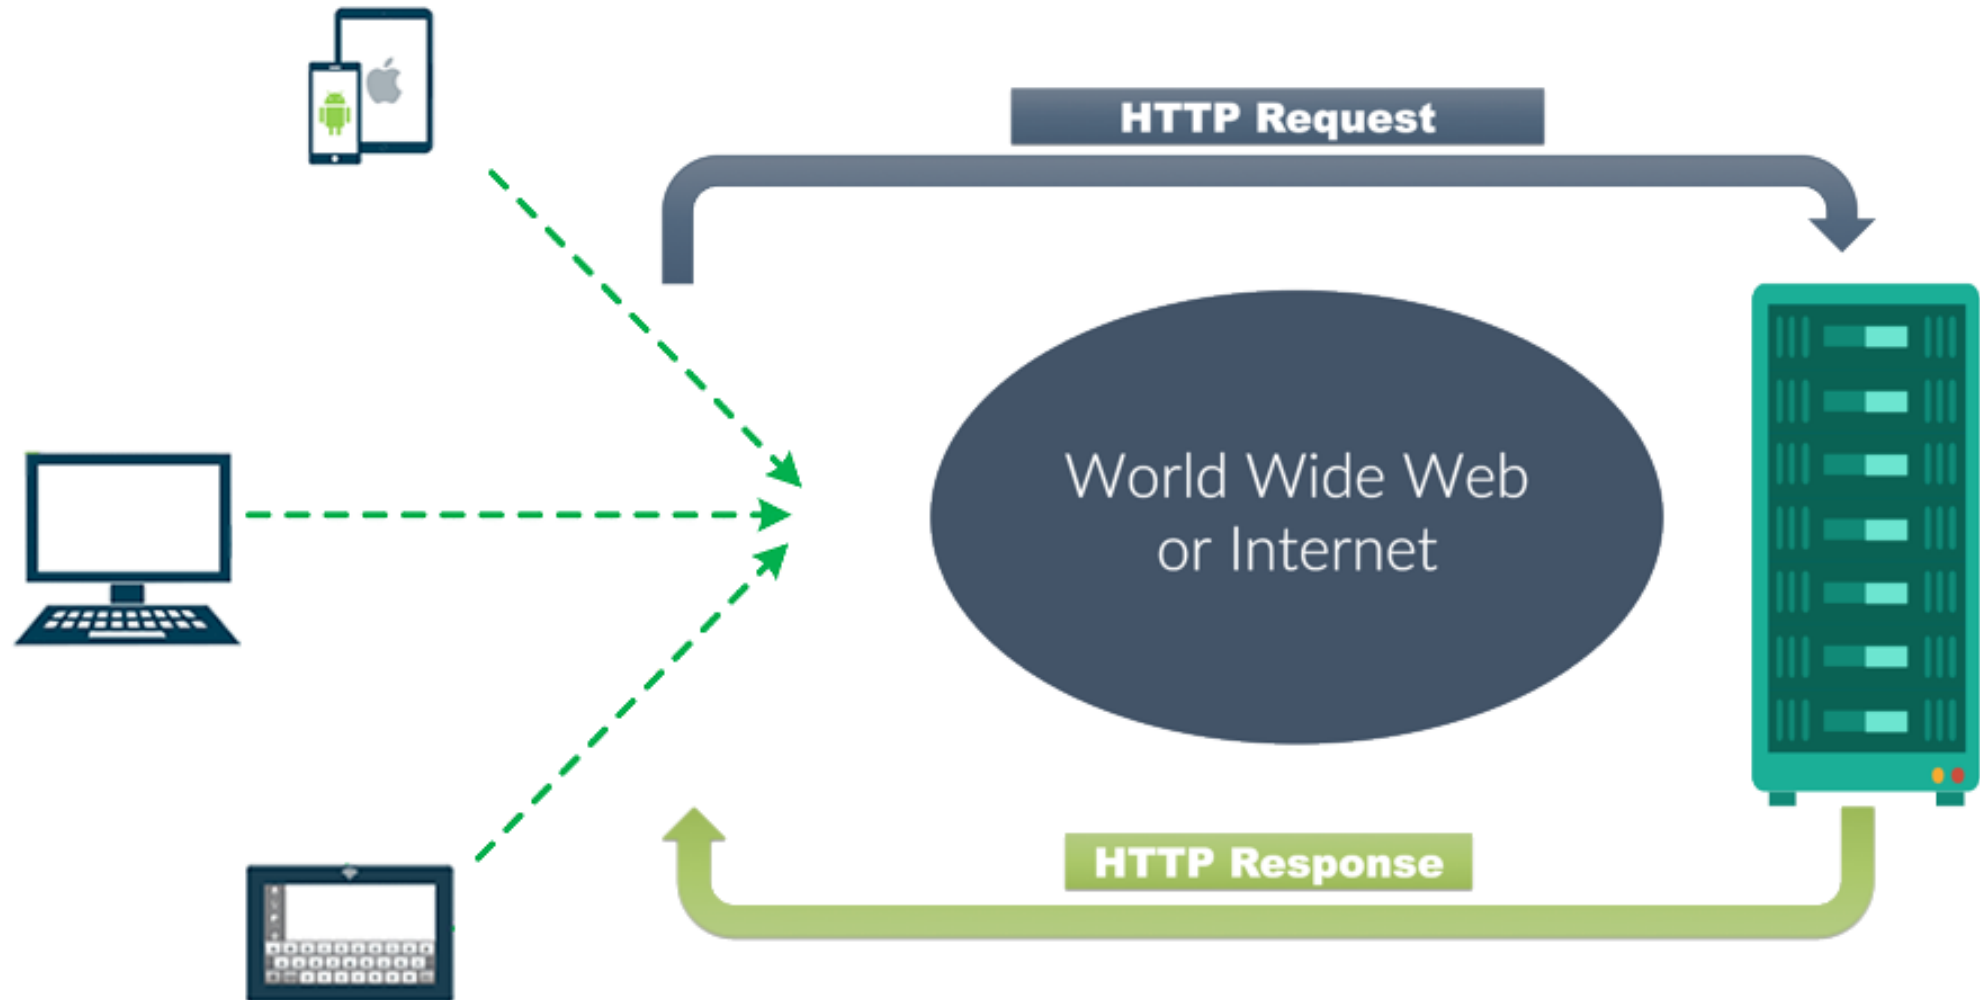 HTTP Request
World Wide Web
or Internet
HTTP Response